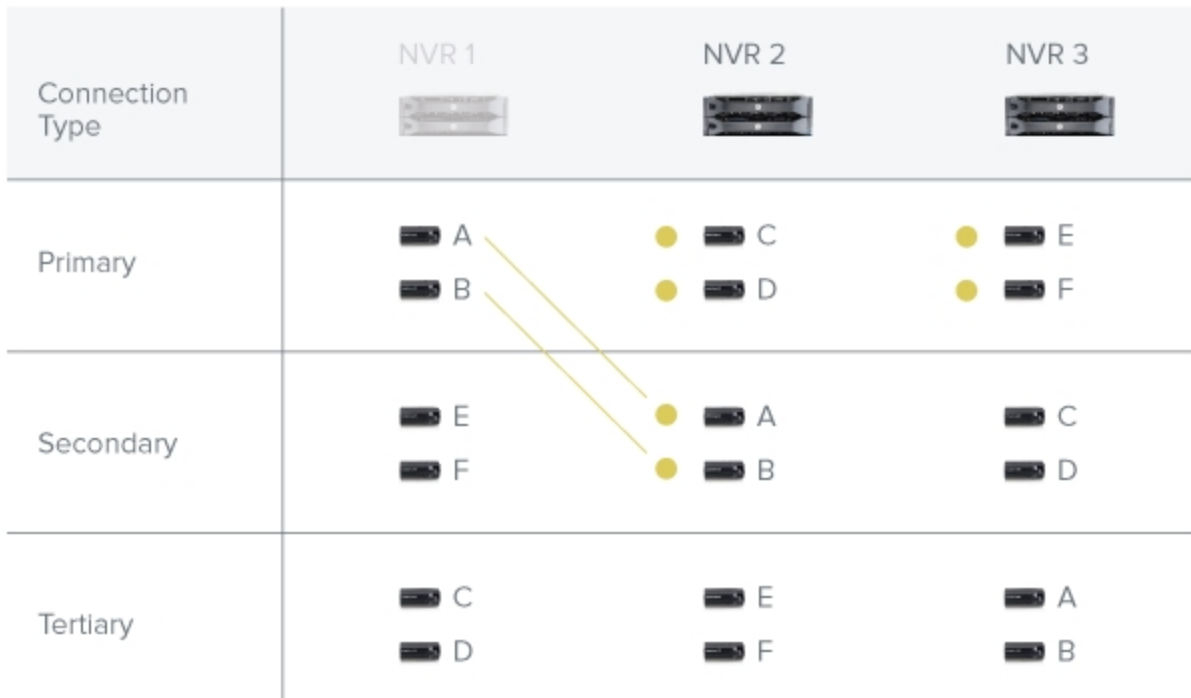 NVR 1 NVR 2 NVR 3
Connection
Type
Primary
A C E
B D F
Secondary
E A C
F B D
Tertiary
C E A
D F B